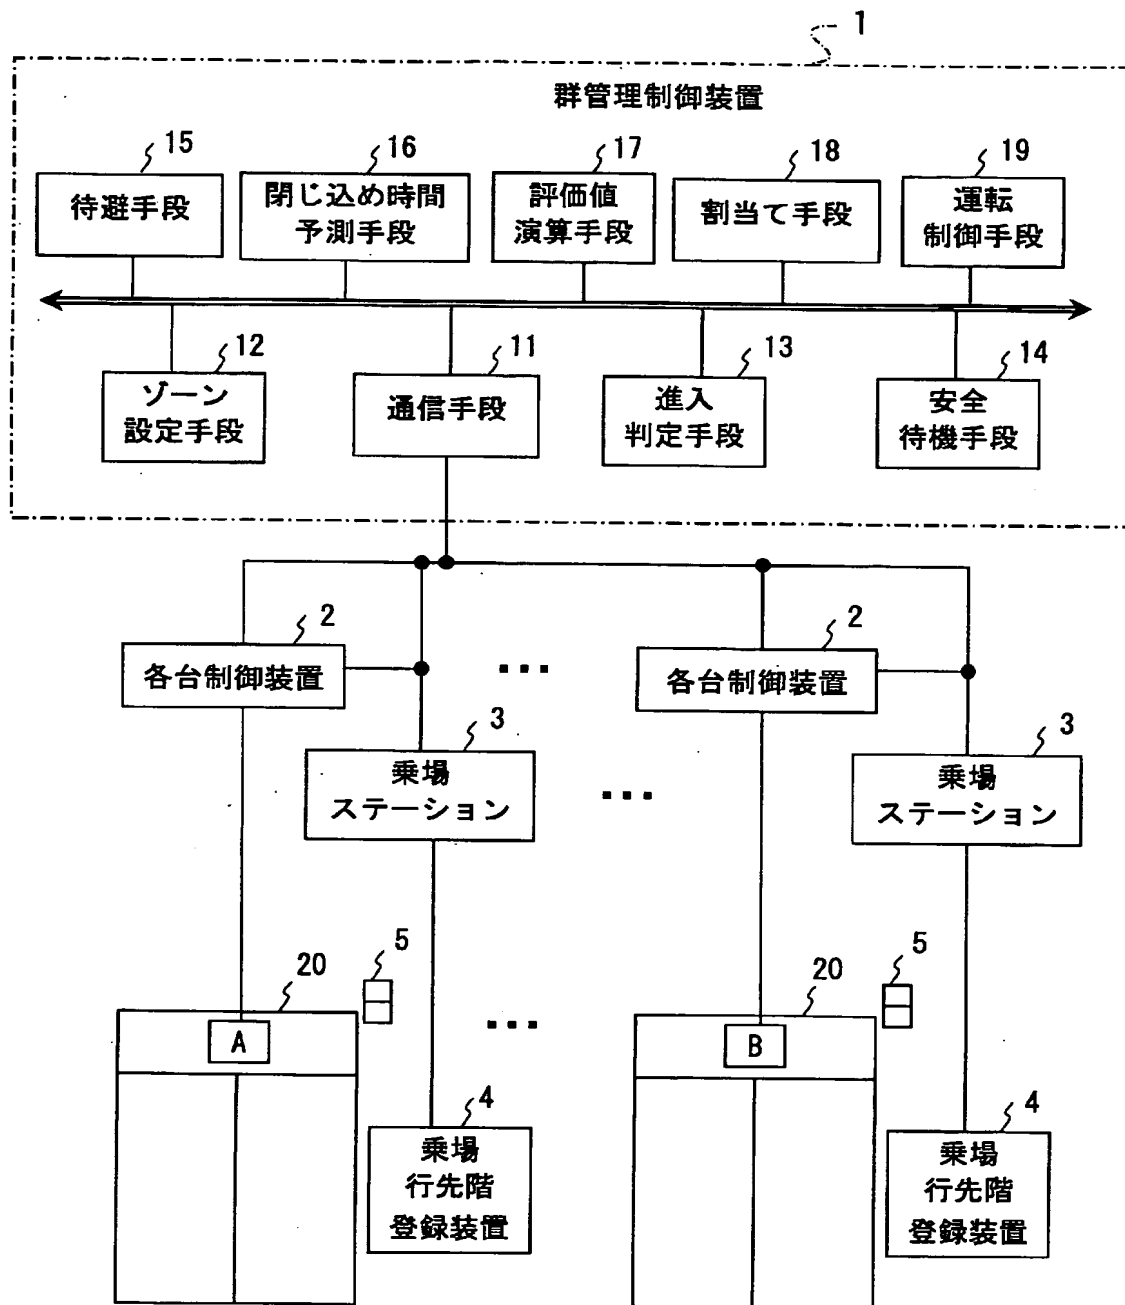 1
群管理制御装置
15
16
17
18
19
待避手段
閉じ込め時間
予測手段
評価値
演算手段
割当て手段
運転
制御手段
12
11
13
14
ゾーン
設定手段
通信手段
進入
判定手段
安全
待機手段
2
2
各台制御装置
...
各台制御装置
3
3
乗場
ステーション
...
乗場
ステーション
20
5
20
5
A
...
B
4
4
乗場
行先階
登録装置
乗場
行先階
登録装置